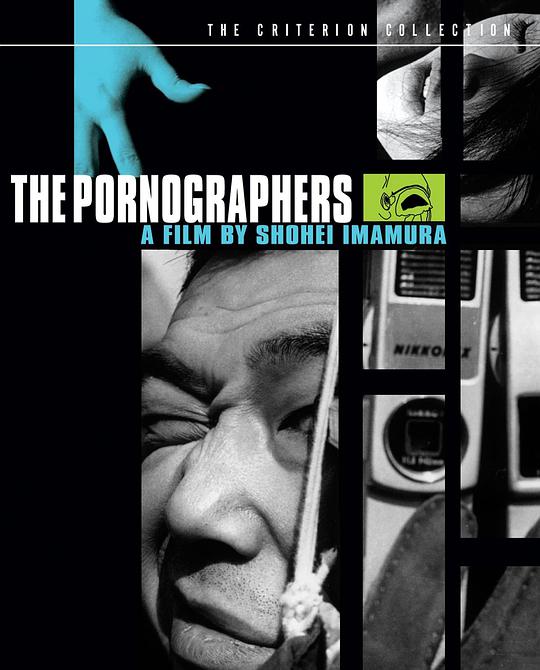 THE CRITERION COLLECTION
THE PORNOGRAPHERS
A FILM BY SHOHEI IMAMURA
NIKKOREX